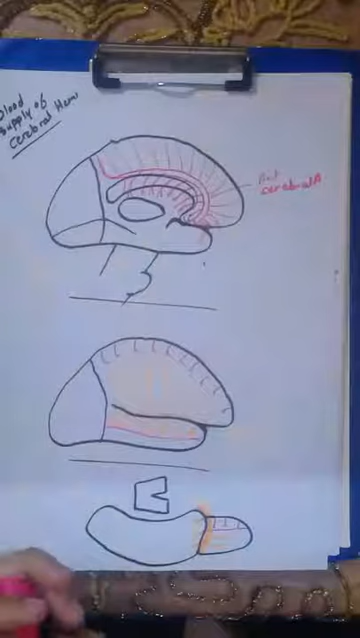 Blood
supply of
cerebral Hem
Ant
cerebral A